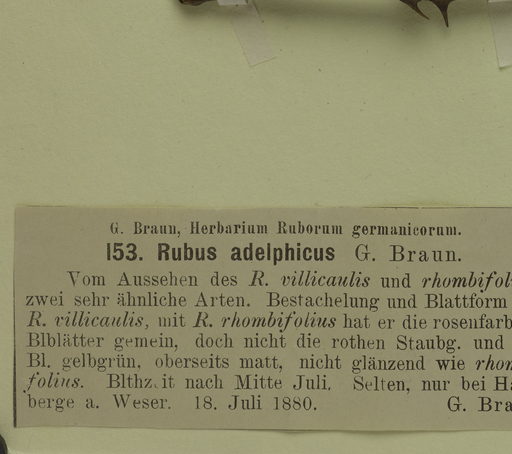 G. Braun, Herbarium Ruborum germanicorum.
153. Rubus adelphicus G. Braun.
Vom Aussehen des R. villicaulis und rhombifoli
zwei sehr ähnliche Arten. Bestachelung und Blattform
R. villicaulis, mit R. rhombifolius hat er die rosenfarb
Blblätter gemein, doch nicht die rothen Staubg. und
Bl. gelbgrün, oberseits matt, nicht glänzend wie rhom
folius. Blthz.it nach Mitte Juli. Selten, nur bei Ha
berge a. Weser. 18. Juli 1880. G. Bra